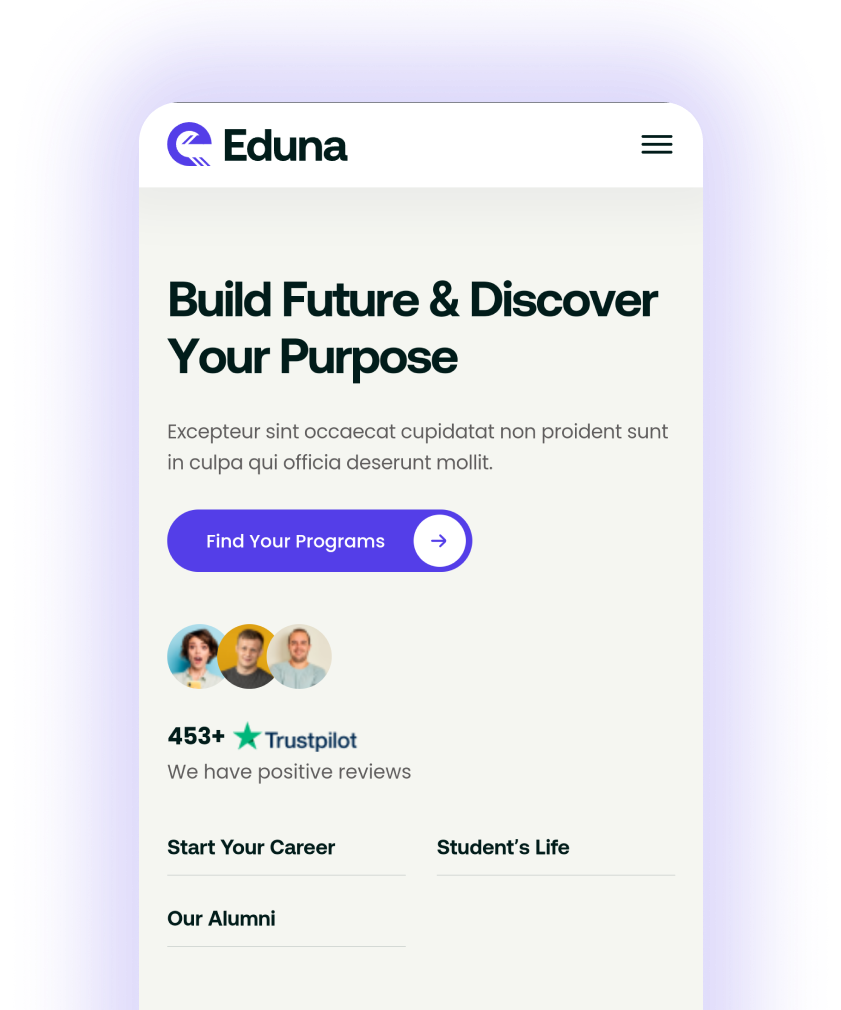 Eduna
Build Future & Discover
Your Purpose
Excepteur sint occaecat cupidatat non proident sunt
in culpa qui officia deserunt mollit.
Find Your Programs
453+ Trustpilot
We have positive reviews
Start Your Career
Student’s Life
Our Alumni